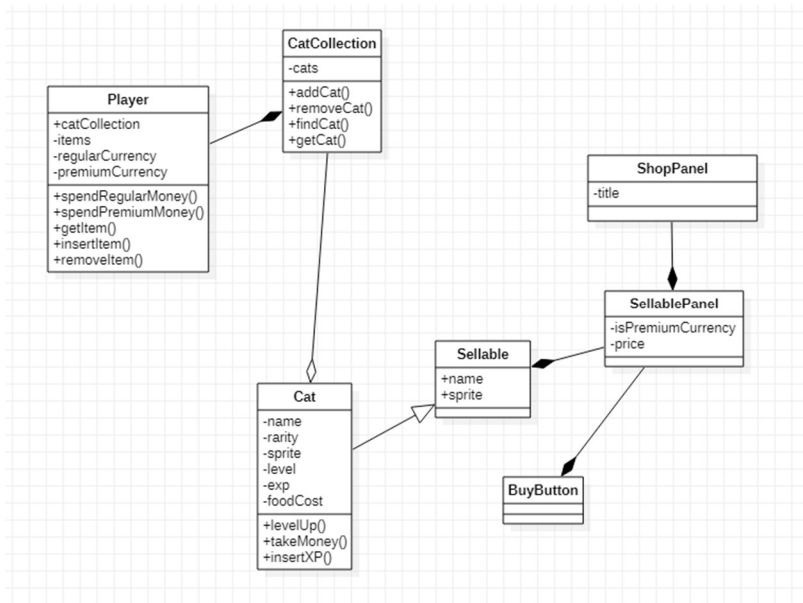 CatCollection
-cats
+addCat()
+removeCat()
+findCat()
+getCat()
Player
+catCollection
-items
-regularCurrency
-premiumCurrency
+spendRegularMoney()
+spendPremiumMoney()
+getItem()
+insertItem()
+removeItem()
ShopPanel
-title
SellablePanel
-isPremiumCurrency
-price
Sellable
+name
+sprite
Cat
-name
-rarity
-sprite
-level
-exp
-foodCost
+levelUp()
+takeMoney()
+insertXP()
BuyButton